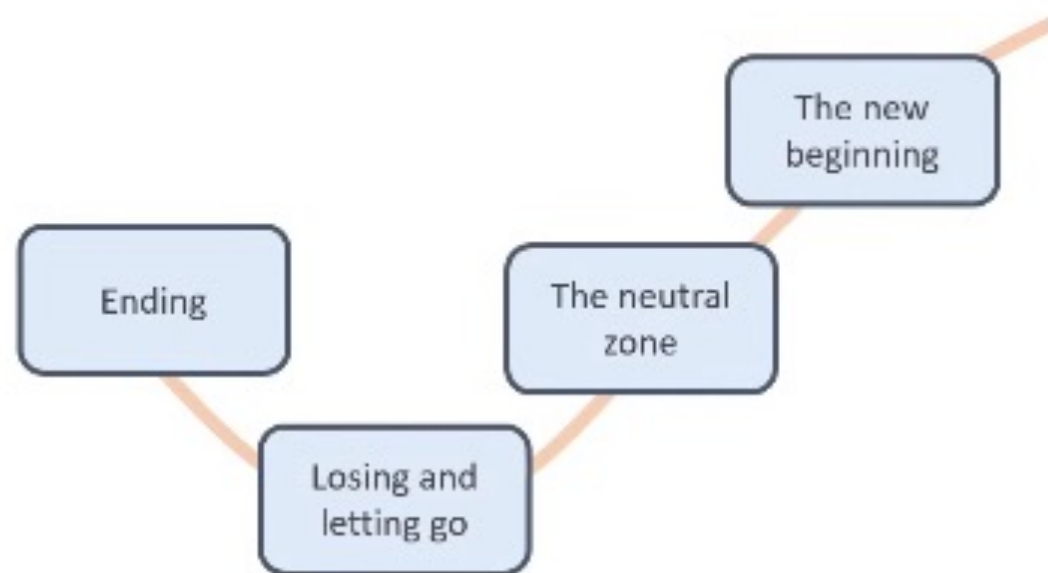 Ending
Losing and
letting go
The neutral
zone
The new
beginning